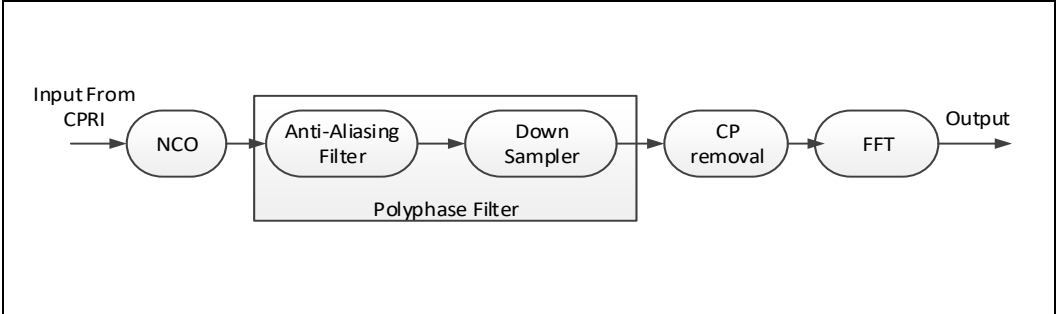 Input From
CPRI
NCO
Anti-Aliasing
Filter
Down
Sampler
Polyphase Filter
CP
removal
FFT
Output